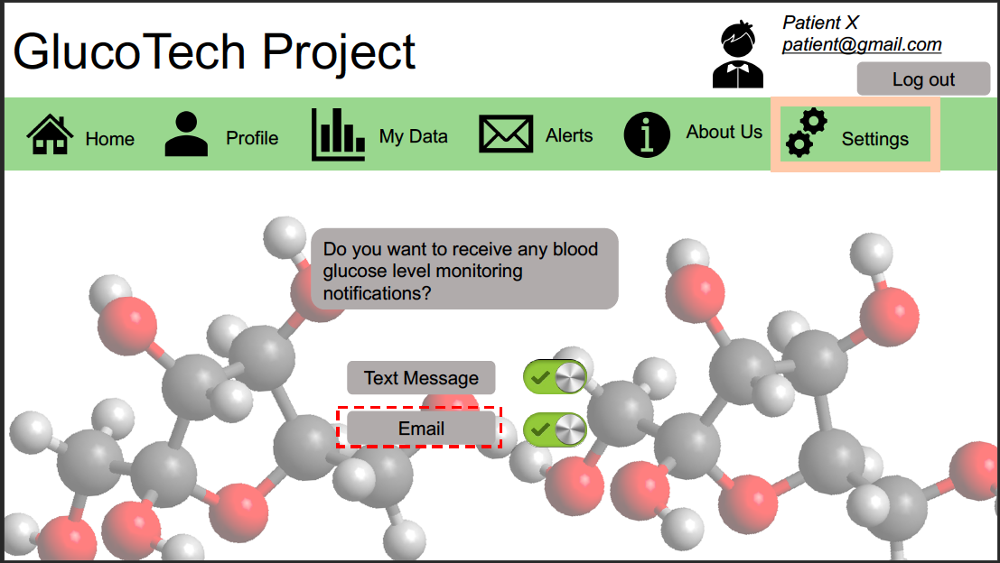 GlucoTech Project
Patient X
patient@gmail.com
Log out
Home
Profile
My Data
Alerts
About Us
Settings
Do you want to receive any blood
glucose level monitoring
notifications?
Text Message
Email